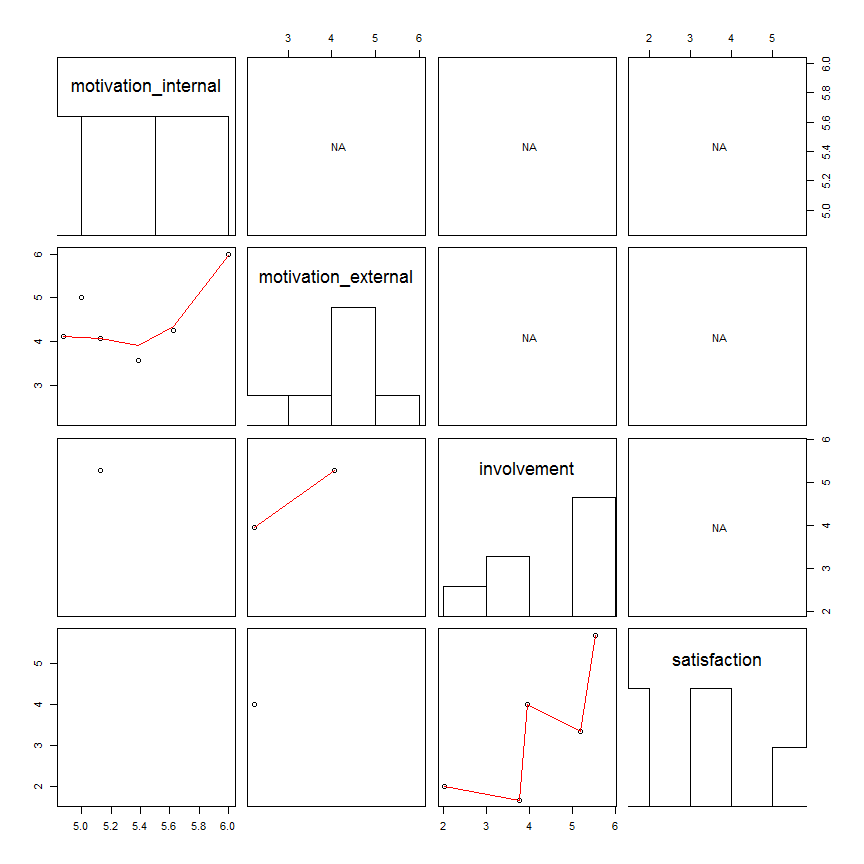 3 4 5 6
2 3 4 5
motivation_internal
NA
NA
NA
5.0 5.2 5.4 5.6 5.8 6.0
3 4 5 6
motivation_external
NA
NA
involvement
NA
2 3 4 5 6
2 3 4 5
satisfaction
5.0 5.2 5.4 5.6 5.8 6.0
2 3 4 5 6